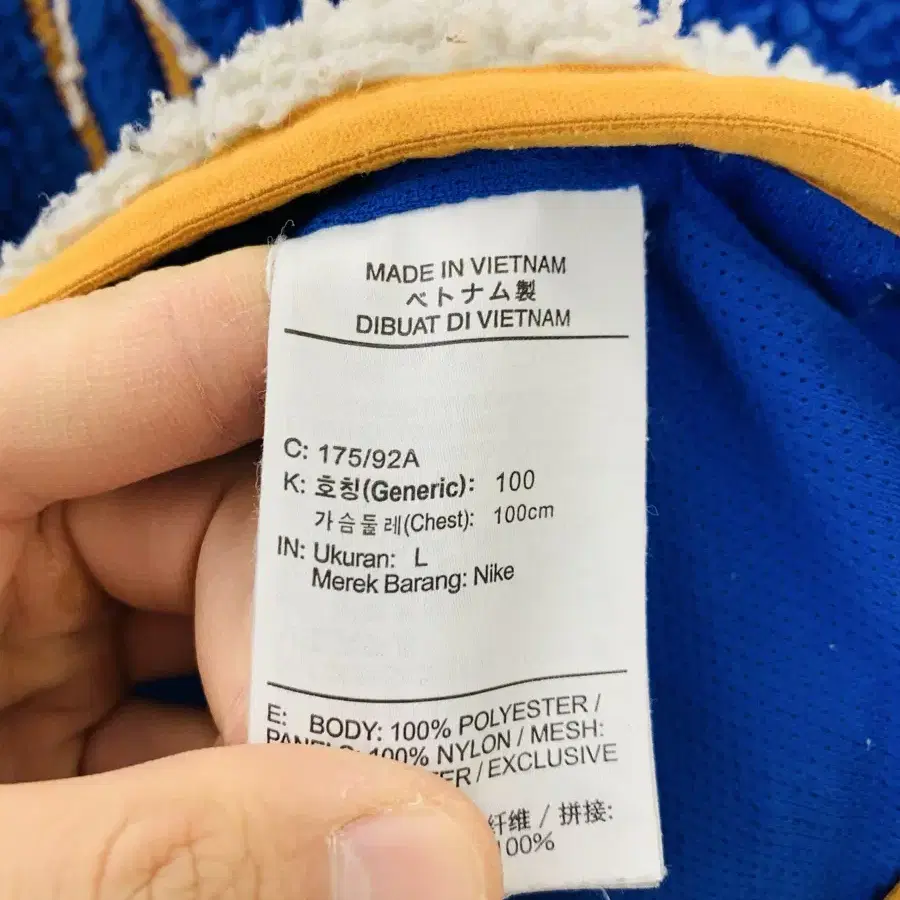 MADE IN VIETNAM
ベトナム製
DIBUAT DI VIETNAM
C: 175/92A
K: 호칭(Generic): 100
가슴둘레(Chest): 100cm
IN: Ukuran: L
Merek Barang: Nike
E: BODY: 100% POLYESTER /
100% NYLON / MESH:
/ EXCLUSIVE
纤维 / 拼接:
100%